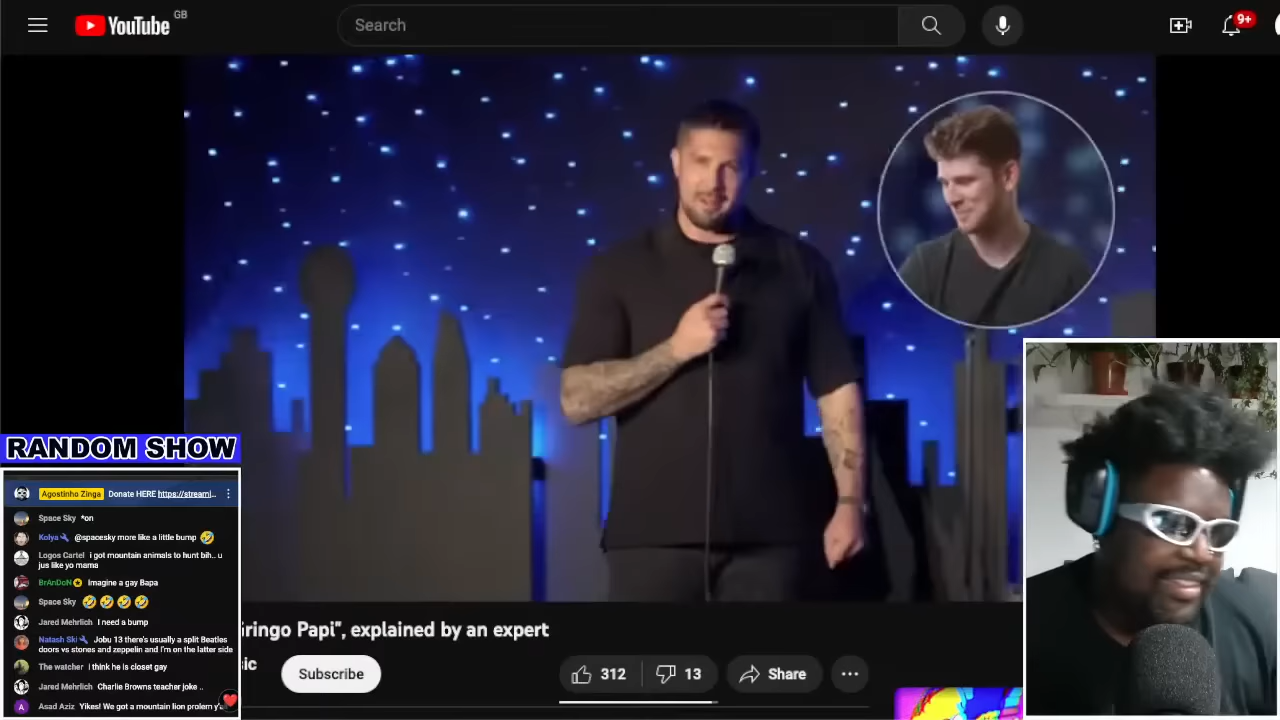 YouTube
GB
Search
9+
RANDOM SHOW
Agostinho Zinga Donate HERE https://streami...
Space Sky *on
Kolya @spacesky more like a little bump 🤣
Logos Cartel i got mountain animals to hunt bih.. u
jus like yo mama
BrAnDoN Imagine a gay Bapa
Space Sky 🤣🤣🤣🤣
Jared Mehrlich I need a bump
Natash Ski Jobu 13 there's usually a split Beatles
doors vs stones and zeppelin and I'm on the latter side
The watcher I think he is closet gay
Jared Mehrlich Charlie Browns teacher joke ..
A Asad Aziz Yikes! We got a mountain lion prolem y'a
ringo Papi", explained by an expert
ic
Subscribe
312
13
Share